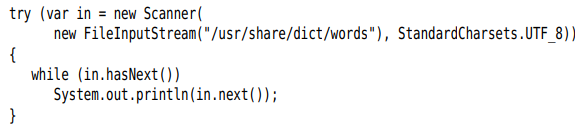 try (var in = new Scanner(
      new FileInputStream("/usr/share/dict/words"), StandardCharsets.UTF_8))
{
   while (in.hasNext())
      System.out.println(in.next());
}